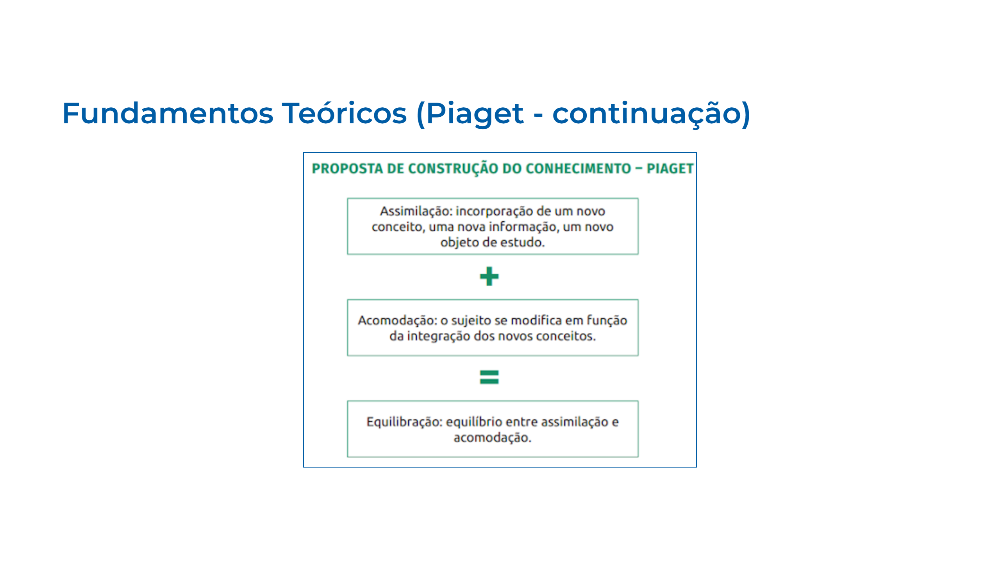 Fundamentos Teóricos (Piaget - continuação)
PROPOSTA DE CONSTRUÇÃO DO CONHECIMENTO – PIAGET
Assimilação: incorporação de um novo
conceito, uma nova informação, um novo
objeto de estudo.
+
Acomodação: o sujeito se modifica em função
da integração dos novos conceitos.
=
Equilibração: equilíbrio entre assimilação e
acomodação.